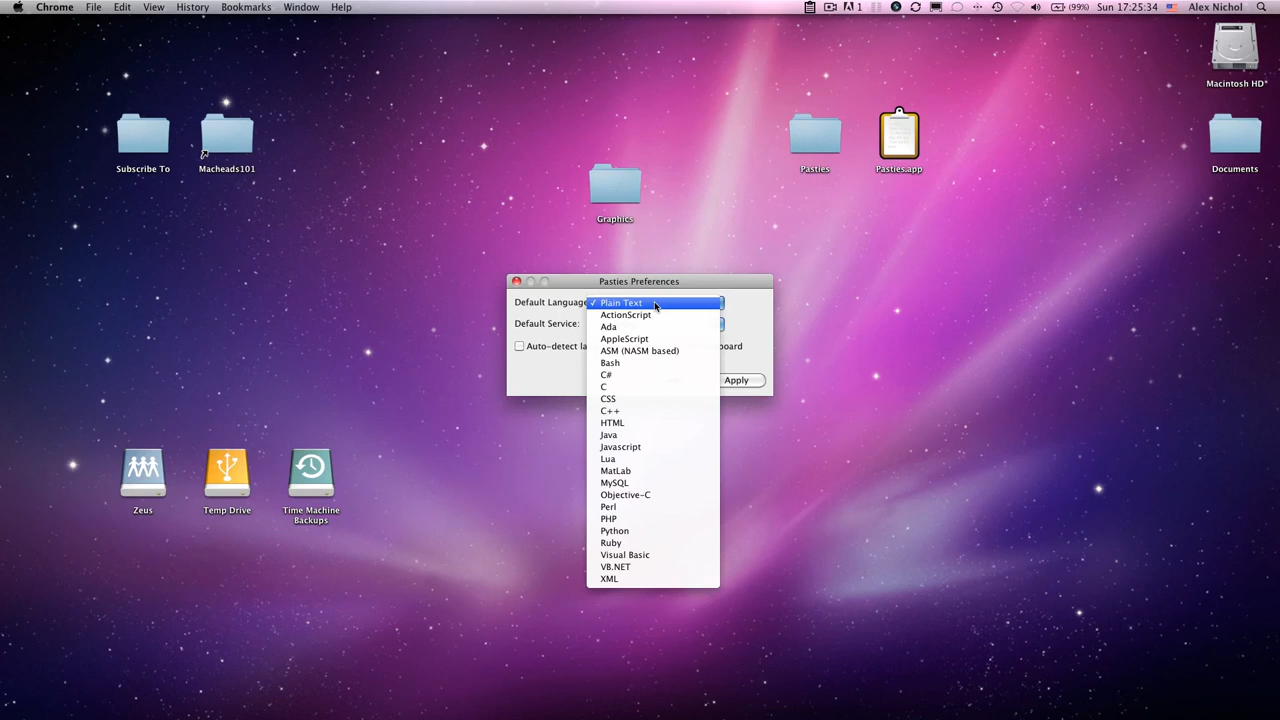 Chrome File Edit View History Bookmarks Window Help 1 (99%) Sun 17:25:34 Alex Nichol
Macintosh HD
Subscribe To
Macheads101
Pasties
Pasties.app
Documents
Graphics
Pasties Preferences
Default Language
✓ Plain Text
ActionScript
Ada
AppleScript
ASM (NASM based)
Bash
C#
C
CSS
C++
HTML
Java
Javascript
Lua
MatLab
MySQL
Objective-C
Perl
PHP
Python
Ruby
Visual Basic
VB.NET
XML
Default Service:
Auto-detect la
board
Apply
Zeus
Temp Drive
Time Machine
Backups